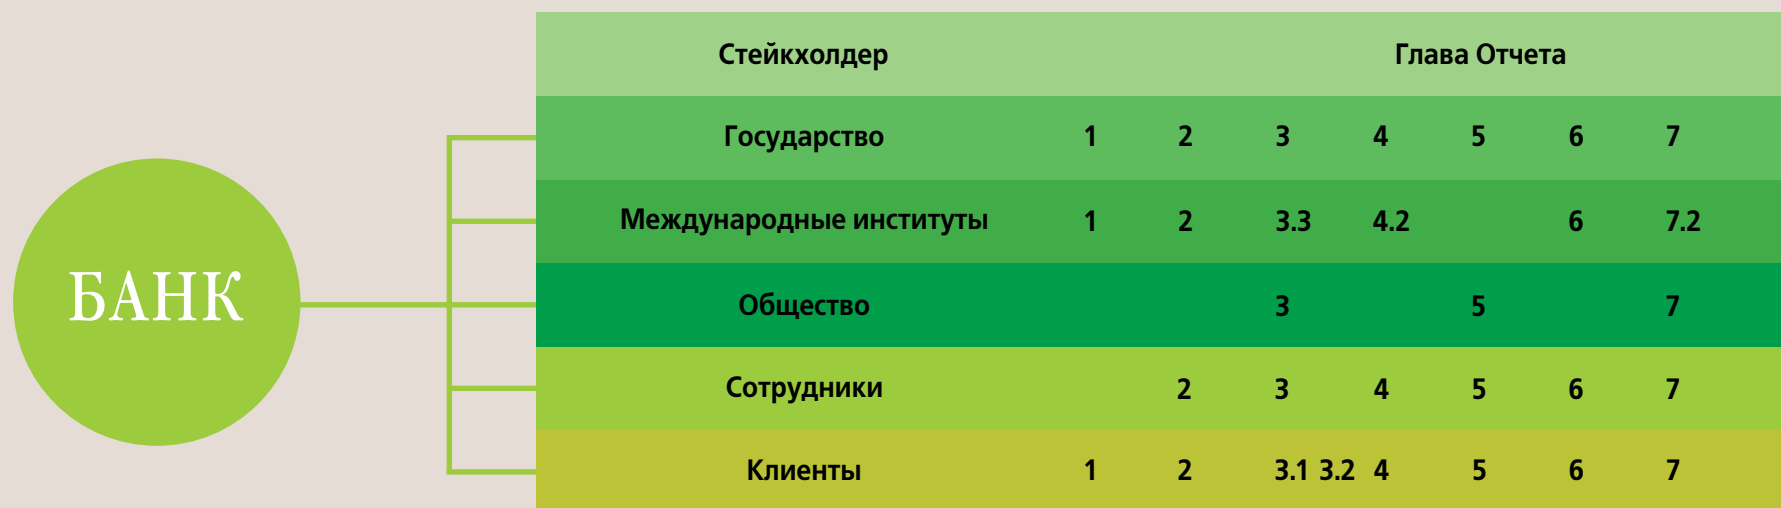 БАНК
Стейкхолдер Глава Отчета
Государство 1 2 3 4 5 6 7
Международные институты 1 2 3.3 4.2 6 7.2
Общество 3 5 7
Сотрудники 2 3 4 5 6 7
Клиенты 1 2 3.1 3.2 4 5 6 7